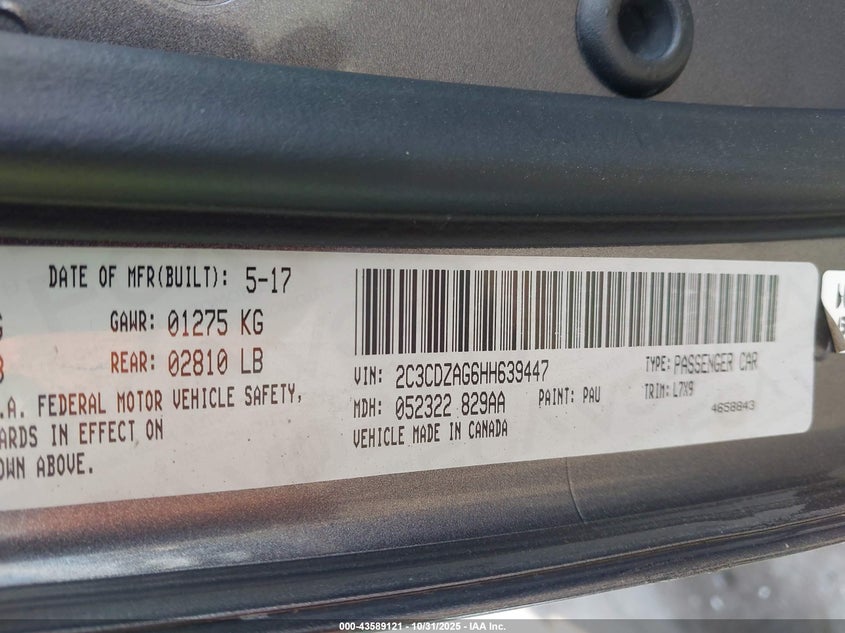 DATE OF MFR(BUILT): 5-17
GAWR: 01275 KG
REAR: 02810 LB
.A. FEDERAL MOTOR VEHICLE SAFETY,
ARDS IN EFFECT ON
OWN ABOVE.
VIN: 2C3CDZAG6HH639447
TYPE: PASSENGER CAR
MDH: 052322 829AA
PAINT: PAU
TRIM: L7X9
VEHICLE MADE IN CANADA
4658843
000-43589121 - 10/31/2025 - IAA Inc.